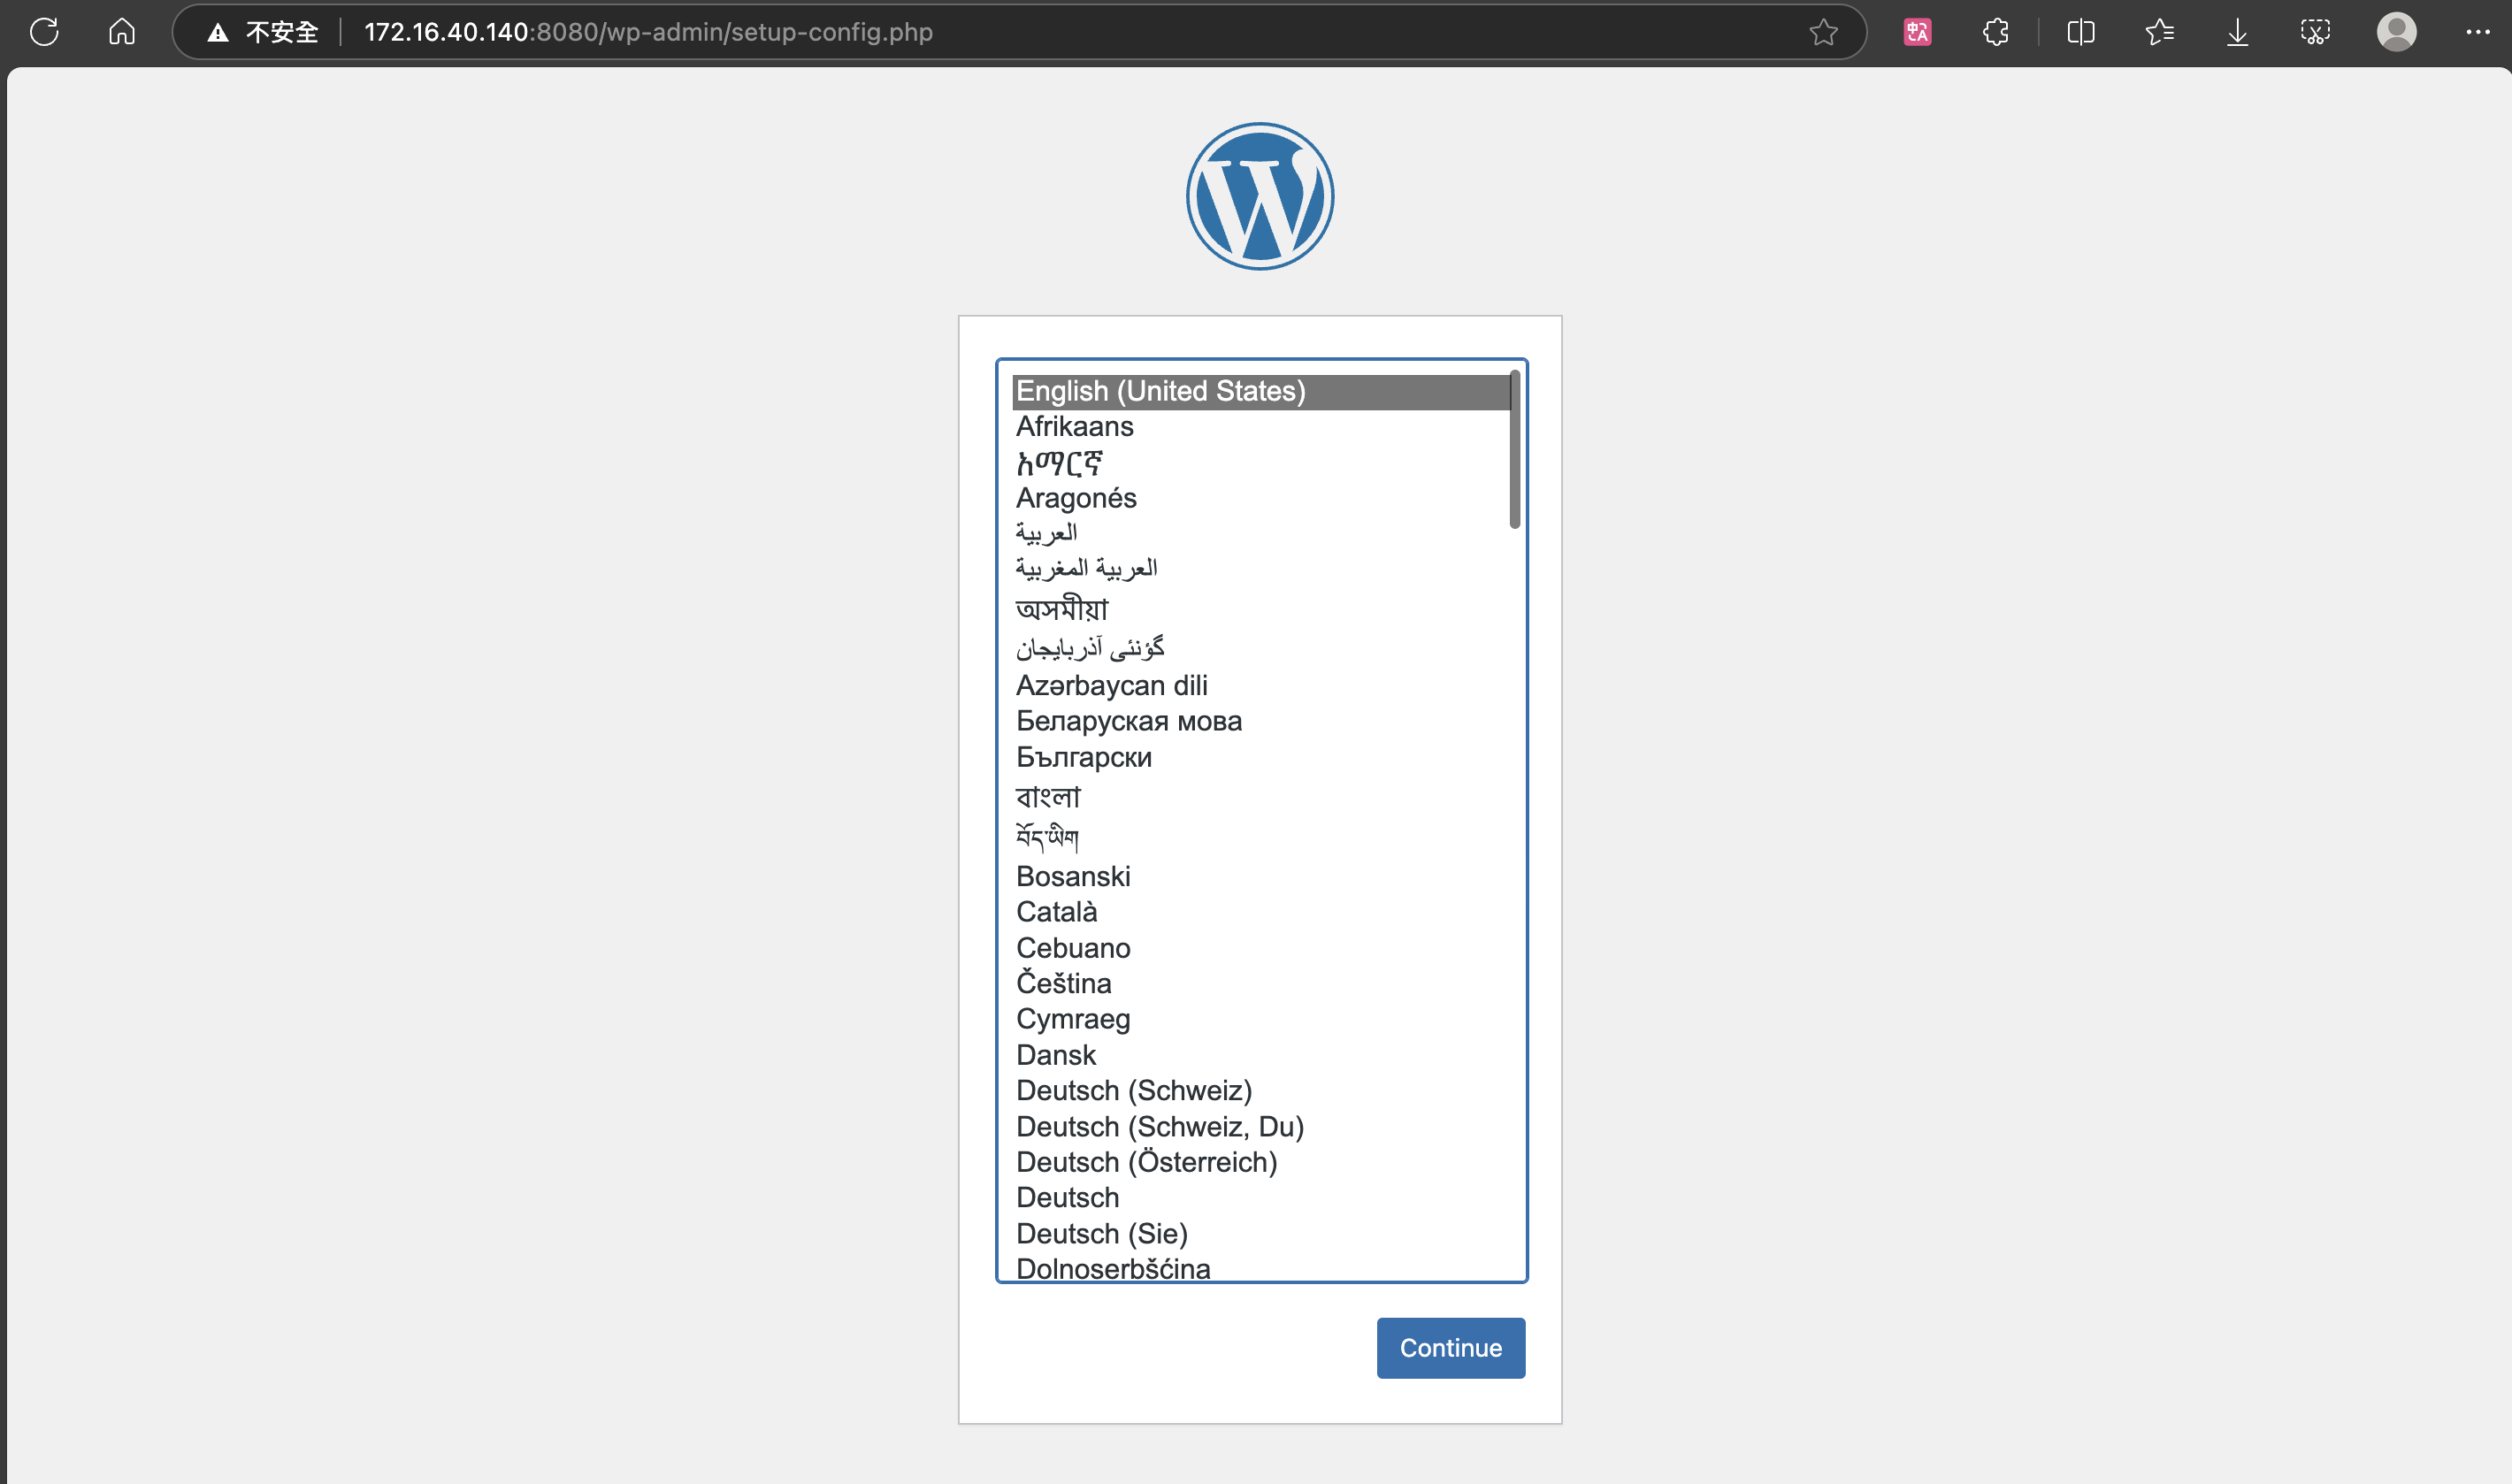 不安全 172.16.40.140:8080/wp-admin/setup-config.php
English (United States)
Afrikaans
አማርኛ
Aragonés
العربية
العربية المغربية
অসমীয়া
گؤنئی آذربایجان
Azərbaycan dili
Беларуская мова
Български
বাংলা
བོད་ཡིག
Bosanski
Català
Cebuano
Čeština
Cymraeg
Dansk
Deutsch (Schweiz)
Deutsch (Schweiz, Du)
Deutsch (Österreich)
Deutsch
Deutsch (Sie)
Dolnoserbšćina
Continue